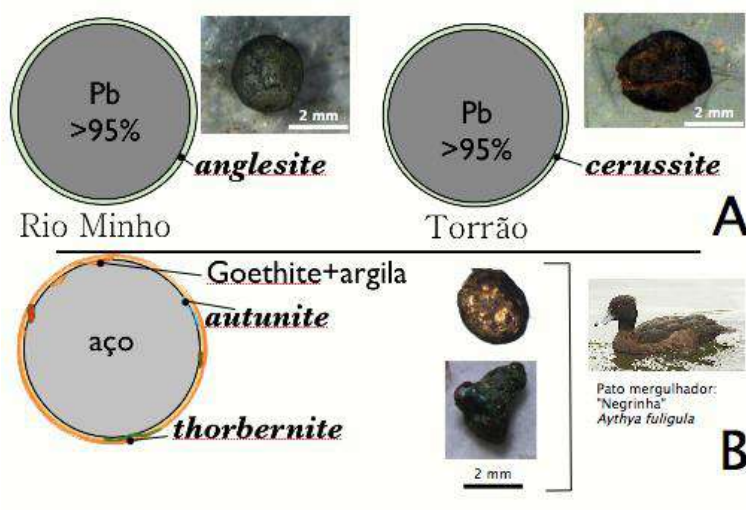 Pb
>95%
2 mm
anglesite
Rio Minho
Pb
>95%
2 mm
cerussite
Torrão
A
Goethite+argila
autunite
aço
thorbernite
2 mm
Pato mergulhador:
"Negrinha"
Aythya fuligula
B